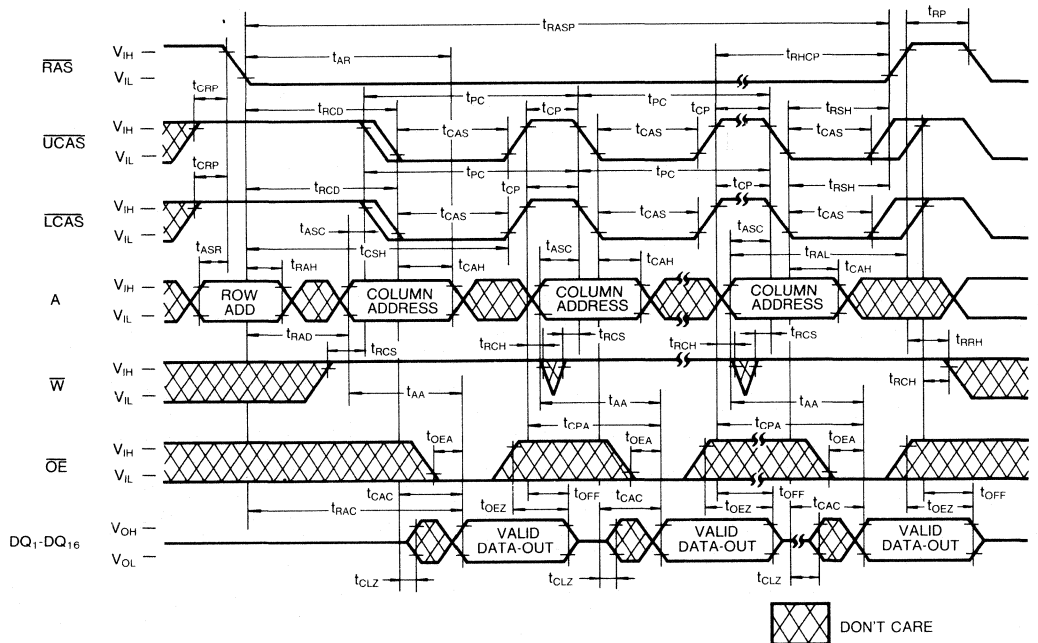 tRASP
tRP
tAR
tRHCP
RAS
VIH
VIL
tCRP
tRCD
tPC
tPC
tCP
tCP
tRSH
UCAS
VIH
VIL
tCAS
tCAS
tCAS
tCRP
tRCD
tPC
tPC
tCP
tCP
tRSH
LCAS
VIH
VIL
tCAS
tCAS
tCAS
tASC
tCSH
tASC
tASC
tRAL
tASR
tRAH
tCAH
tCAH
tCAH
A
VIH
VIL
ROW ADD
COLUMN ADDRESS
COLUMN ADDRESS
COLUMN ADDRESS
tRAD
tRCS
tRCH
tRCS
tRCH
tRCS
tRRH
W
VIH
VIL
tRCH
tAA
tAA
tAA
tCPA
tCPA
OE
VIH
VIL
tOEA
tOEA
tOEA
tCAC
tOFF
tCAC
tOFF
tCAC
tOFF
tRAC
tOEZ
tOEZ
tOEZ
DQ1-DQ16
VOH
VOL
VALID DATA-OUT
VALID DATA-OUT
VALID DATA-OUT
tCLZ
tCLZ
tCLZ
DON'T CARE